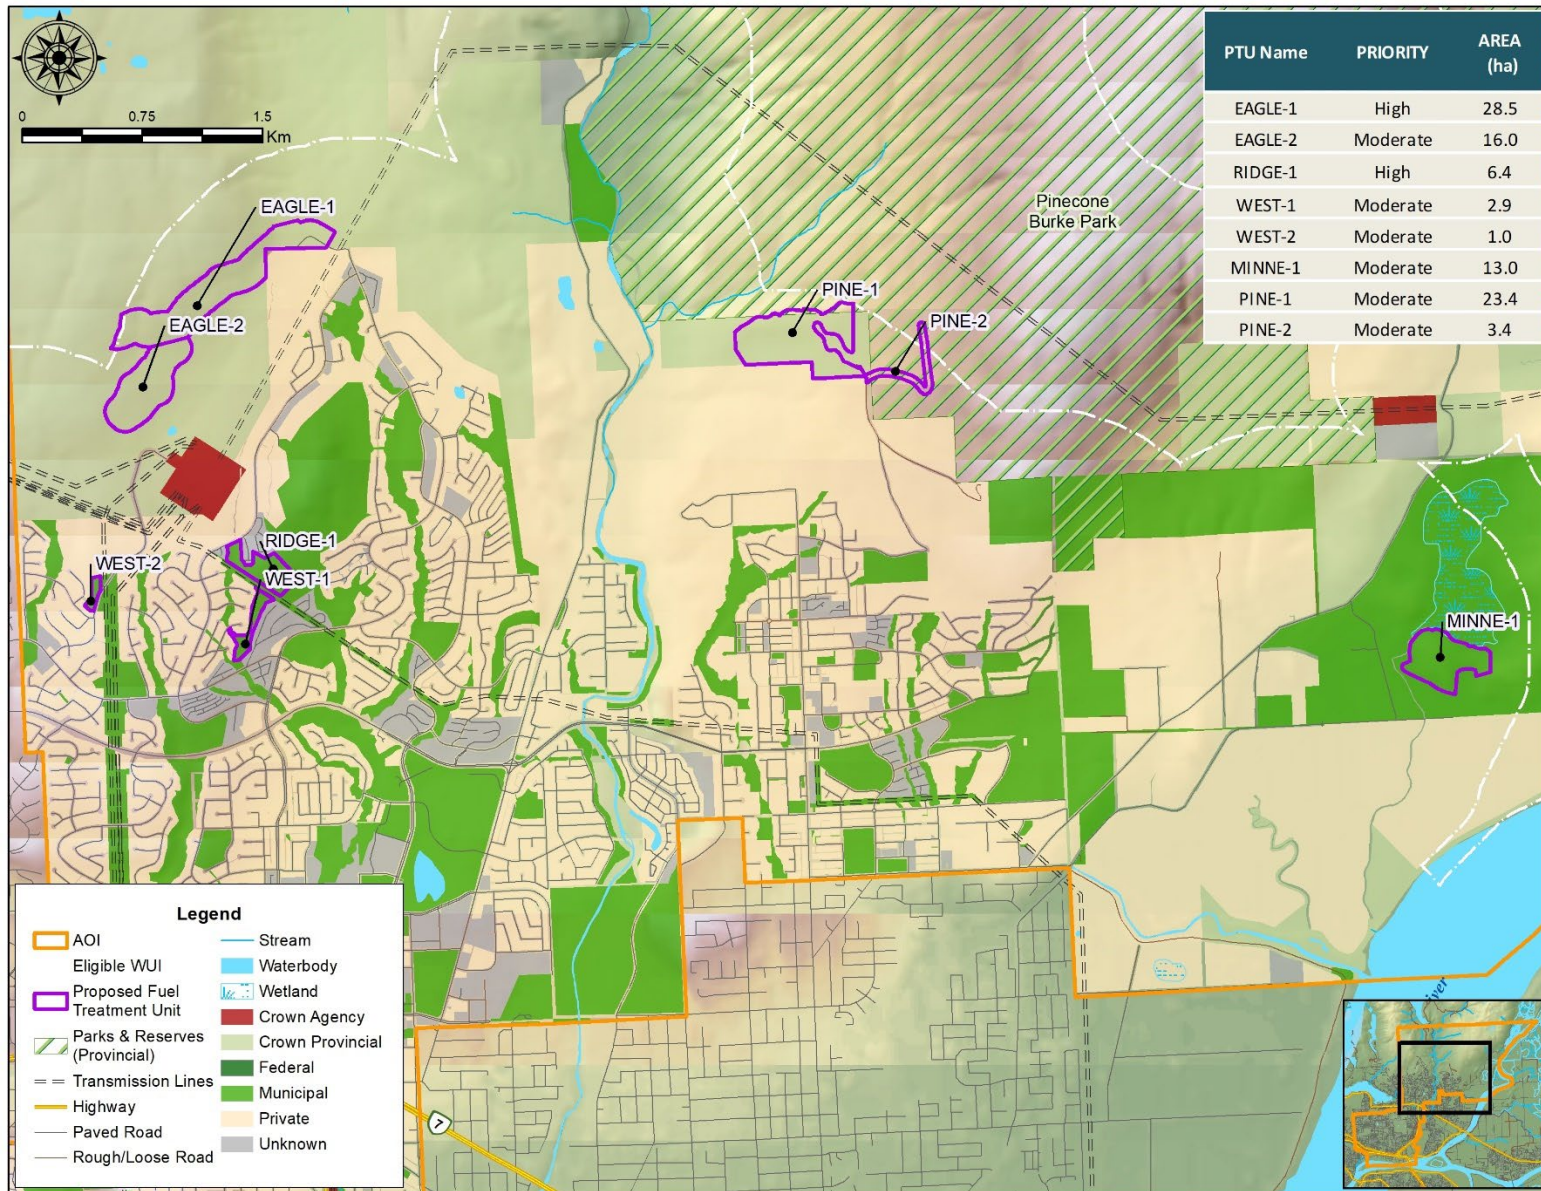 0 0.75 1.5
Km
PTU Name PRIORITY AREA
(ha)
EAGLE-1 High 28.5
EAGLE-2 Moderate 16.0
RIDGE-1 High 6.4
WEST-1 Moderate 2.9
WEST-2 Moderate 1.0
MINNE-1 Moderate 13.0
PINE-1 Moderate 23.4
PINE-2 Moderate 3.4
Pinecone
Burke Park
EAGLE-1
EAGLE-2
PINE-1
PINE-2
RIDGE-1
WEST-2
WEST-1
MINNE-1
Legend
AOI
Eligible WUI
Proposed Fuel
Treatment Unit
Parks & Reserves
(Provincial)
Transmission Lines
Highway
Paved Road
Rough/Loose Road
Stream
Waterbody
Wetland
Crown Agency
Crown Provincial
Federal
Municipal
Private
Unknown
7